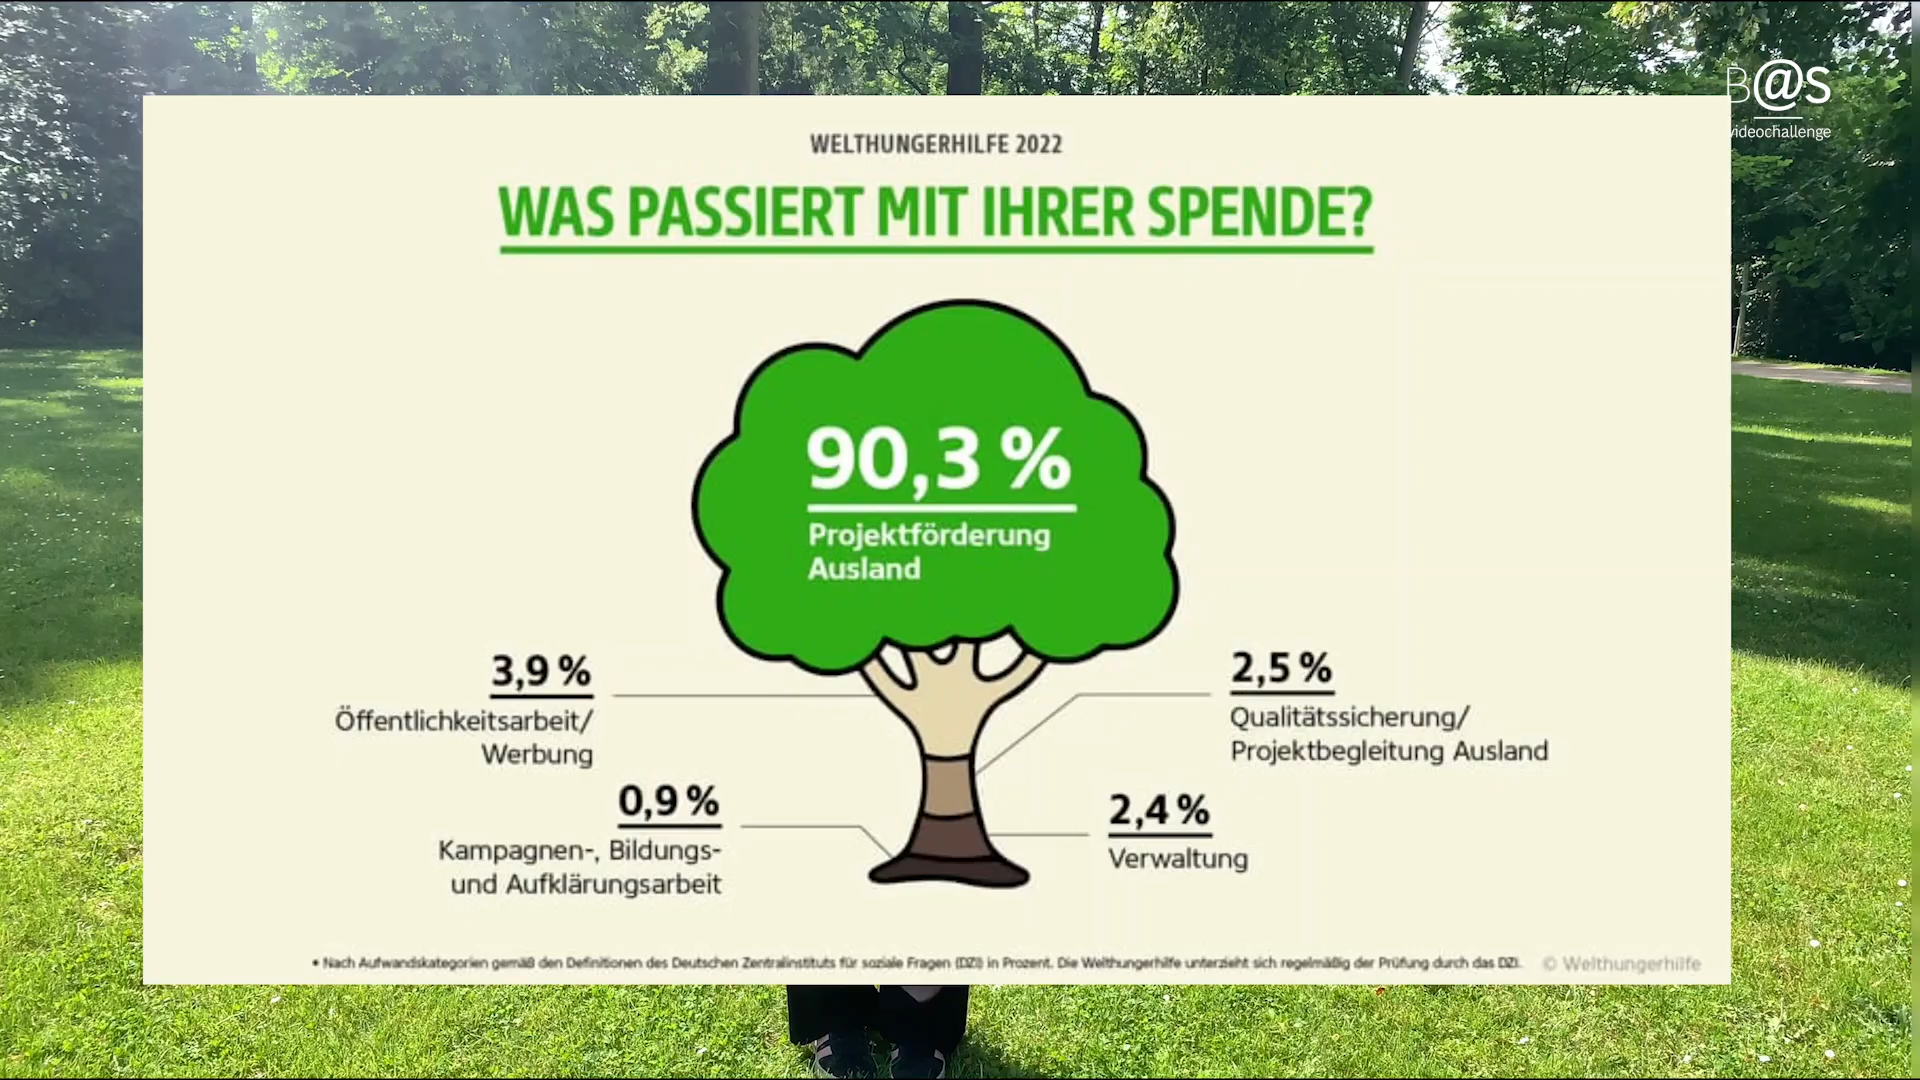 B@S
videochallenge
WELTHUNGERHILFE 2022
WAS PASSIERT MIT IHRER SPENDE?
90,3 %
Projektförderung
Ausland
3,9 %
Öffentlichkeitsarbeit/
Werbung
2,5 %
Qualitätssicherung/
Projektbegleitung Ausland
0,9 %
Kampagnen-, Bildungs-
und Aufklärungsarbeit
2,4 %
Verwaltung
* Nach Aufwandskategorien gemäß den Definitionen des Deutschen Zentralinstituts für soziale Fragen (DZI) in Prozent. Die Welthungerhilfe unterzieht sich regelmäßig der Prüfung durch das DZI.
© Welthungerhilfe